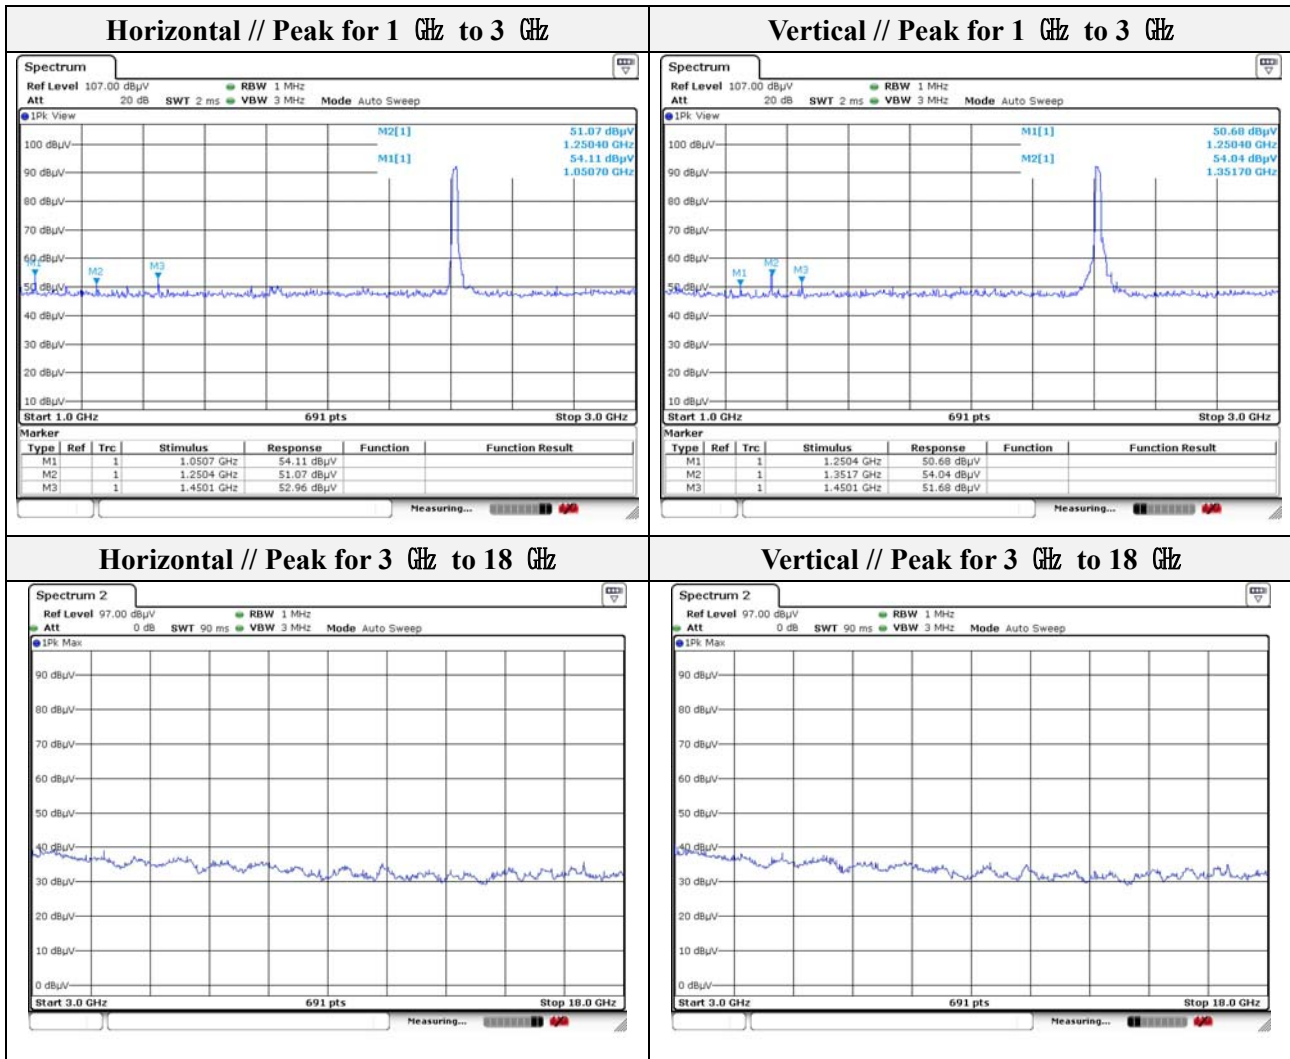 Horizontal // Peak for 1 ㎓ to 3 ㎓
Spectrum
Ref Level 107.00 dBµV RBW 1 MHz
Att 20 dB SWT 2 ms VBW 3 MHz Mode Auto Sweep
1Pk View
M2[1] 51.07 dBµV
1.25040 GHz
M1[1] 54.11 dBµV
1.05070 GHz
100 dBµV
90 dBµV
80 dBµV
70 dBµV
60 dBµV
M1
M2
M3
50 dBµV
40 dBµV
30 dBµV
20 dBµV
10 dBµV
Start 1.0 GHz 691 pts Stop 3.0 GHz
Marker
Type Ref Trc Stimulus Response Function Function Result
M1 1 1.0507 GHz 54.11 dBµV
M2 1 1.2504 GHz 51.07 dBµV
M3 1 1.4501 GHz 52.96 dBµV
Measuring...
Vertical // Peak for 1 ㎓ to 3 ㎓
Spectrum
Ref Level 107.00 dBµV RBW 1 MHz
Att 20 dB SWT 2 ms VBW 3 MHz Mode Auto Sweep
1Pk View
M1[1] 50.68 dBµV
1.25040 GHz
M2[1] 54.04 dBµV
1.35170 GHz
100 dBµV
90 dBµV
80 dBµV
70 dBµV
60 dBµV
M1
M2
M3
50 dBµV
40 dBµV
30 dBµV
20 dBµV
10 dBµV
Start 1.0 GHz 691 pts Stop 3.0 GHz
Marker
Type Ref Trc Stimulus Response Function Function Result
M1 1 1.2504 GHz 50.68 dBµV
M2 1 1.3517 GHz 54.04 dBµV
M3 1 1.4501 GHz 51.68 dBµV
Measuring...
Horizontal // Peak for 3 ㎓ to 18 ㎓
Spectrum 2
Ref Level 97.00 dBµV RBW 1 MHz
Att 0 dB SWT 90 ms VBW 3 MHz Mode Auto Sweep
1Pk Max
90 dBµV
80 dBµV
70 dBµV
60 dBµV
50 dBµV
40 dBµV
30 dBµV
20 dBµV
10 dBµV
0 dBµV
Start 3.0 GHz 691 pts Stop 18.0 GHz
Measuring...
Vertical // Peak for 3 ㎓ to 18 ㎓
Spectrum 2
Ref Level 97.00 dBµV RBW 1 MHz
Att 0 dB SWT 90 ms VBW 3 MHz Mode Auto Sweep
1Pk Max
90 dBµV
80 dBµV
70 dBµV
60 dBµV
50 dBµV
40 dBµV
30 dBµV
20 dBµV
10 dBµV
0 dBµV
Start 3.0 GHz 691 pts Stop 18.0 GHz
Measuring...